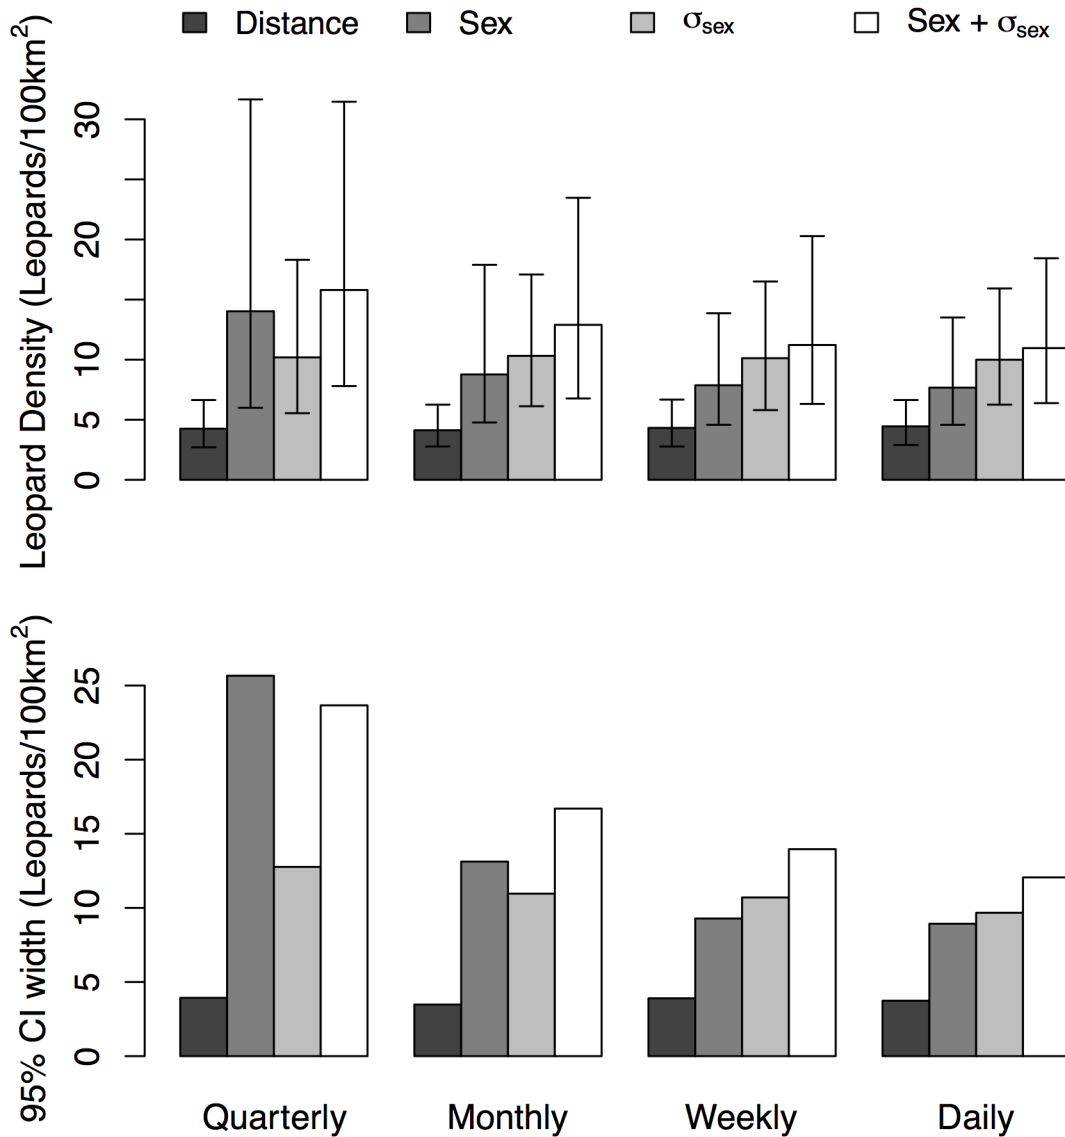 Distance Sex σsex Sex + σsex
Leopard Density (Leopards/100km²)
30
20
10
5
0
95% CI width (Leopards/100km²)
25
20
15
10
5
0
Quarterly Monthly Weekly Daily